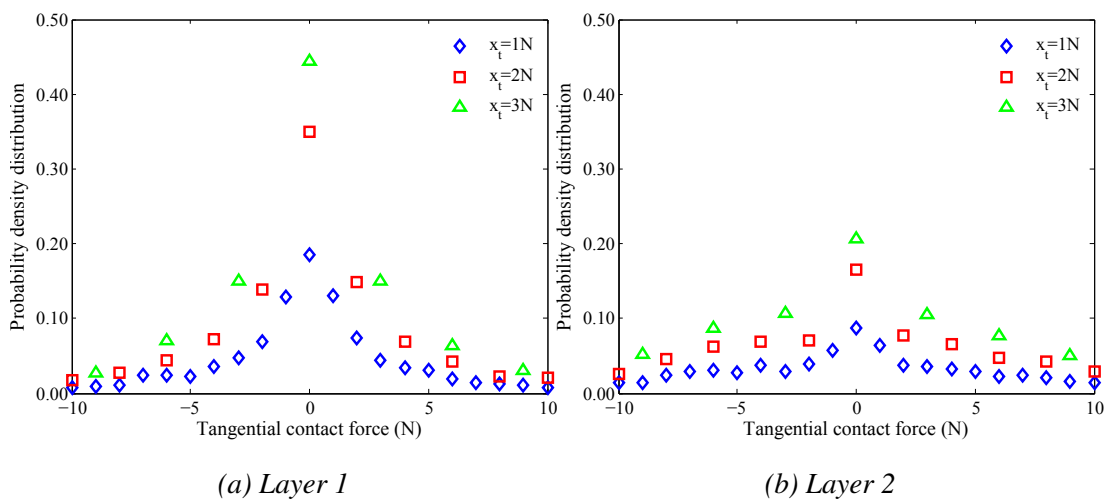 Probability density distribution
0.50
0.40
0.30
0.20
0.10
0.00
−10
−5
0
5
10
Tangential contact force (N)
x_t=1N
x_t=2N
x_t=3N
(a) Layer 1
Probability density distribution
0.50
0.40
0.30
0.20
0.10
0.00
−10
−5
0
5
10
Tangential contact force (N)
x_t=1N
x_t=2N
x_t=3N
(b) Layer 2